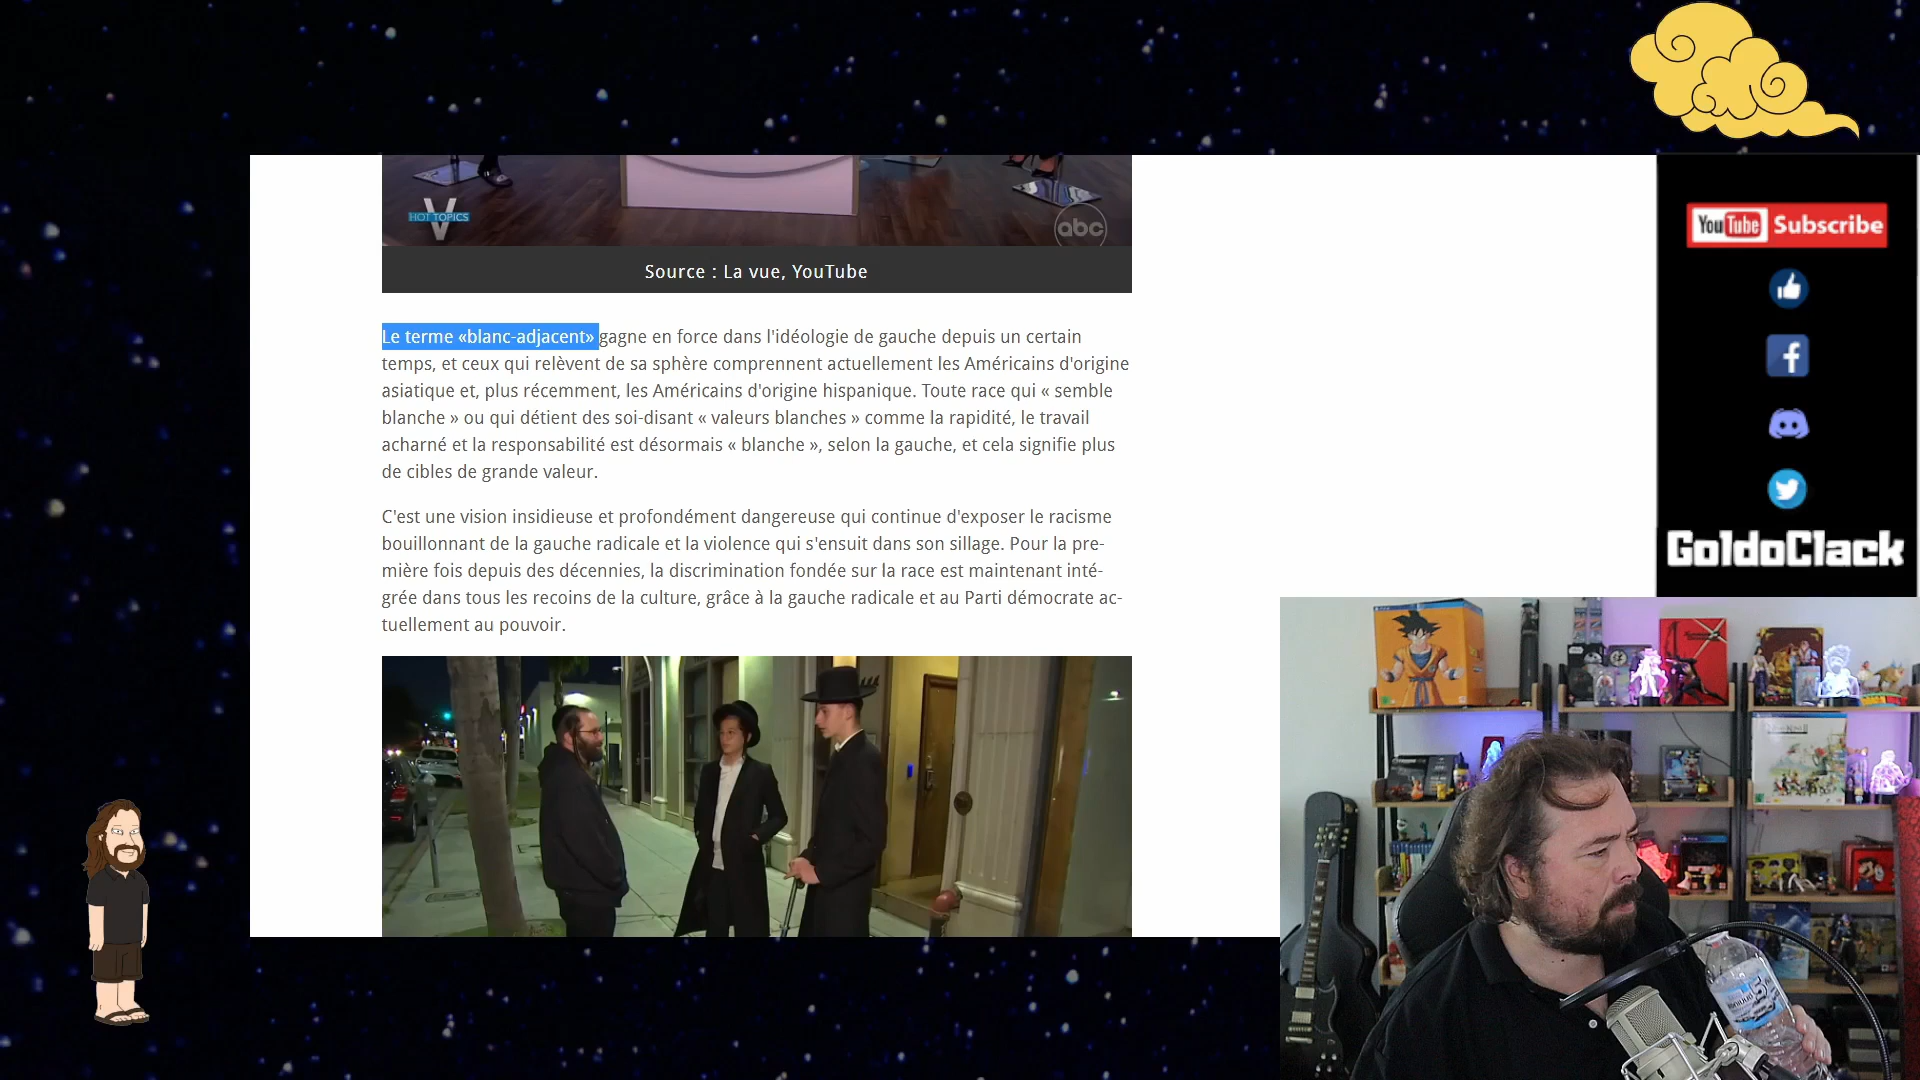 HOT TOPICS
V
abc
Source : La vue, YouTube
Le terme «blanc-adjacent» gagne en force dans l'idéologie de gauche depuis un certain
temps, et ceux qui relèvent de sa sphère comprennent actuellement les Américains d'origine
asiatique et, plus récemment, les Américains d'origine hispanique. Toute race qui « semble
blanche » ou qui détient des soi-disant « valeurs blanches » comme la rapidité, le travail
acharné et la responsabilité est désormais « blanche », selon la gauche, et cela signifie plus
de cibles de grande valeur.
C'est une vision insidieuse et profondément dangereuse qui continue d'exposer le racisme
bouillonnant de la gauche radicale et la violence qui s'ensuit dans son sillage. Pour la pre-
mière fois depuis des décennies, la discrimination fondée sur la race est maintenant inté-
grée dans tous les recoins de la culture, grâce à la gauche radicale et au Parti démocrate ac-
tuellement au pouvoir.
YouTube Subscribe
GoldoClack